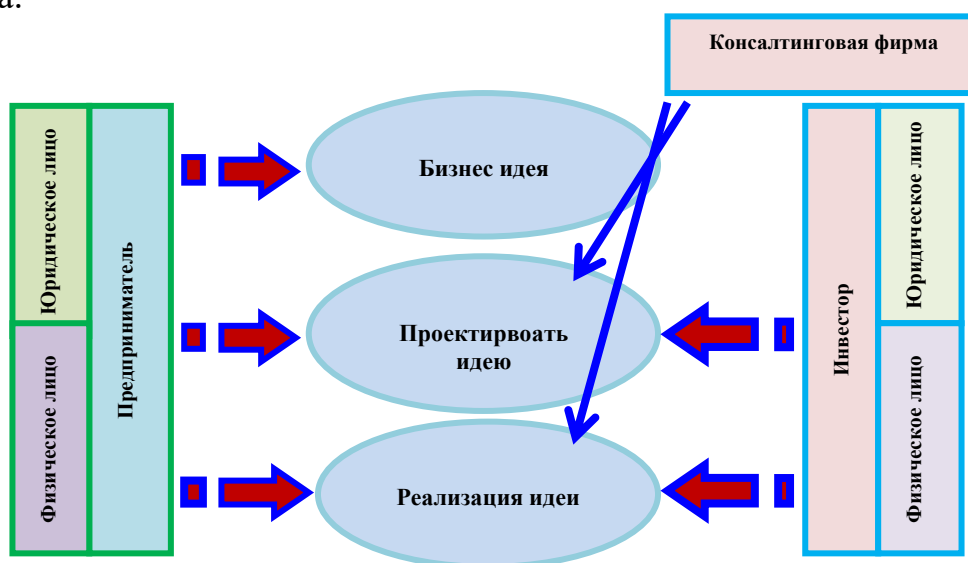 а.
Консалтинговая фирма
Юридическое лицо
Физическое лицо
Предприниматель
Бизнес идея
Проектирвоать
идею
Реализация идеи
Инвестор
Юридическое лицо
Физическое лицо